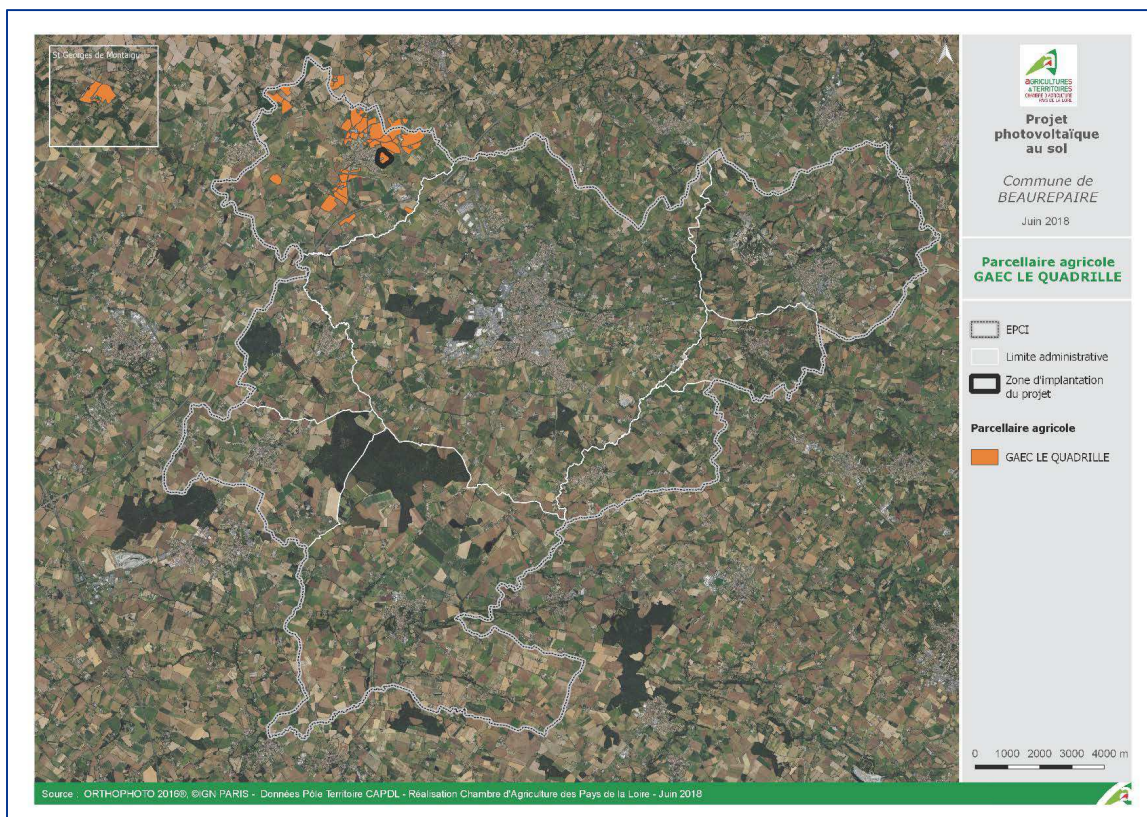 St Georges de Montaigu
AGRICULTURES
& TERRITOIRES
CHAMBRE D'AGRICULTURE
PAYS DE LA LOIRE
Projet
photovoltaïque
au sol
Commune de
BEAUREPAIRE
Juin 2018
Parcellaire agricole
GAEC LE QUADRILLE
EPCI
Limite administrative
Zone d'implantation
du projet
Parcellaire agricole
GAEC LE QUADRILLE
0 1000 2000 3000 4000 m
Source : ORTHOPHOTO 2016®, ©IGN PARIS - Données Pôle Territoire CAPDL - Réalisation Chambre d'Agriculture des Pays de la Loire - Juin 2018